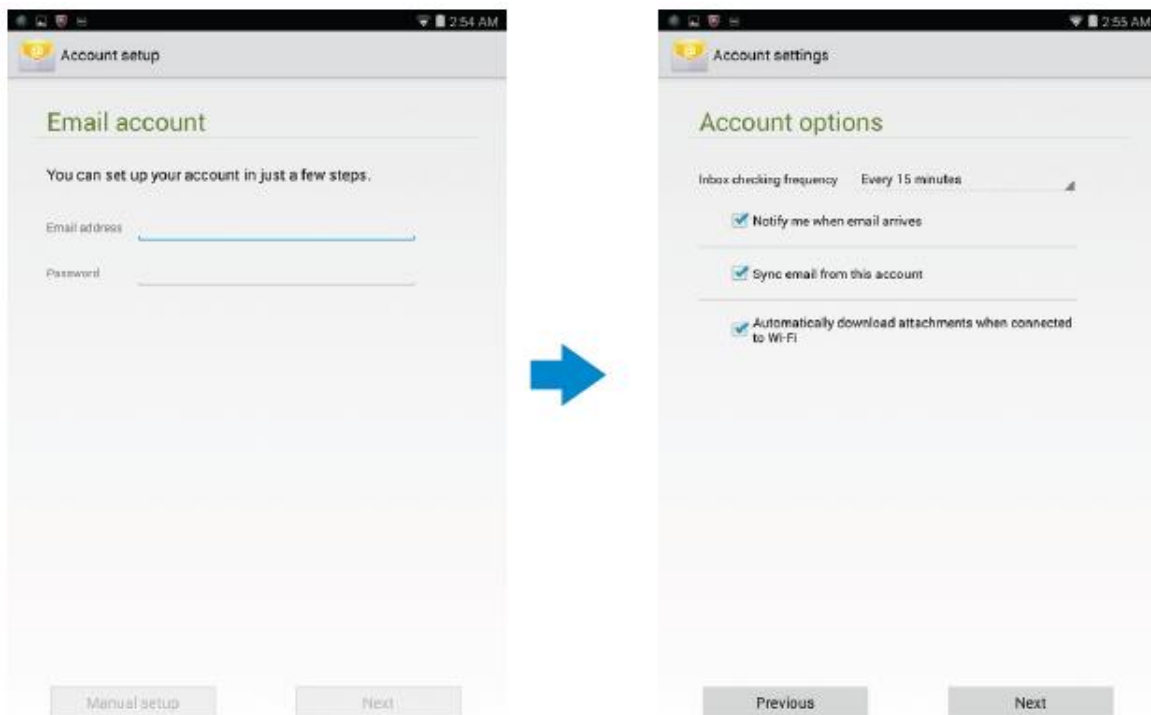 2:54 AM
Account setup
Email account
You can set up your account in just a few steps.
Email address
Password
Manual setup
Next
2:55 AM
Account settings
Account options
Inbox checking frequency
Every 15 minutes
Notify me when email arrives
Sync email from this account
Automatically download attachments when connected
to Wi-Fi
Previous
Next